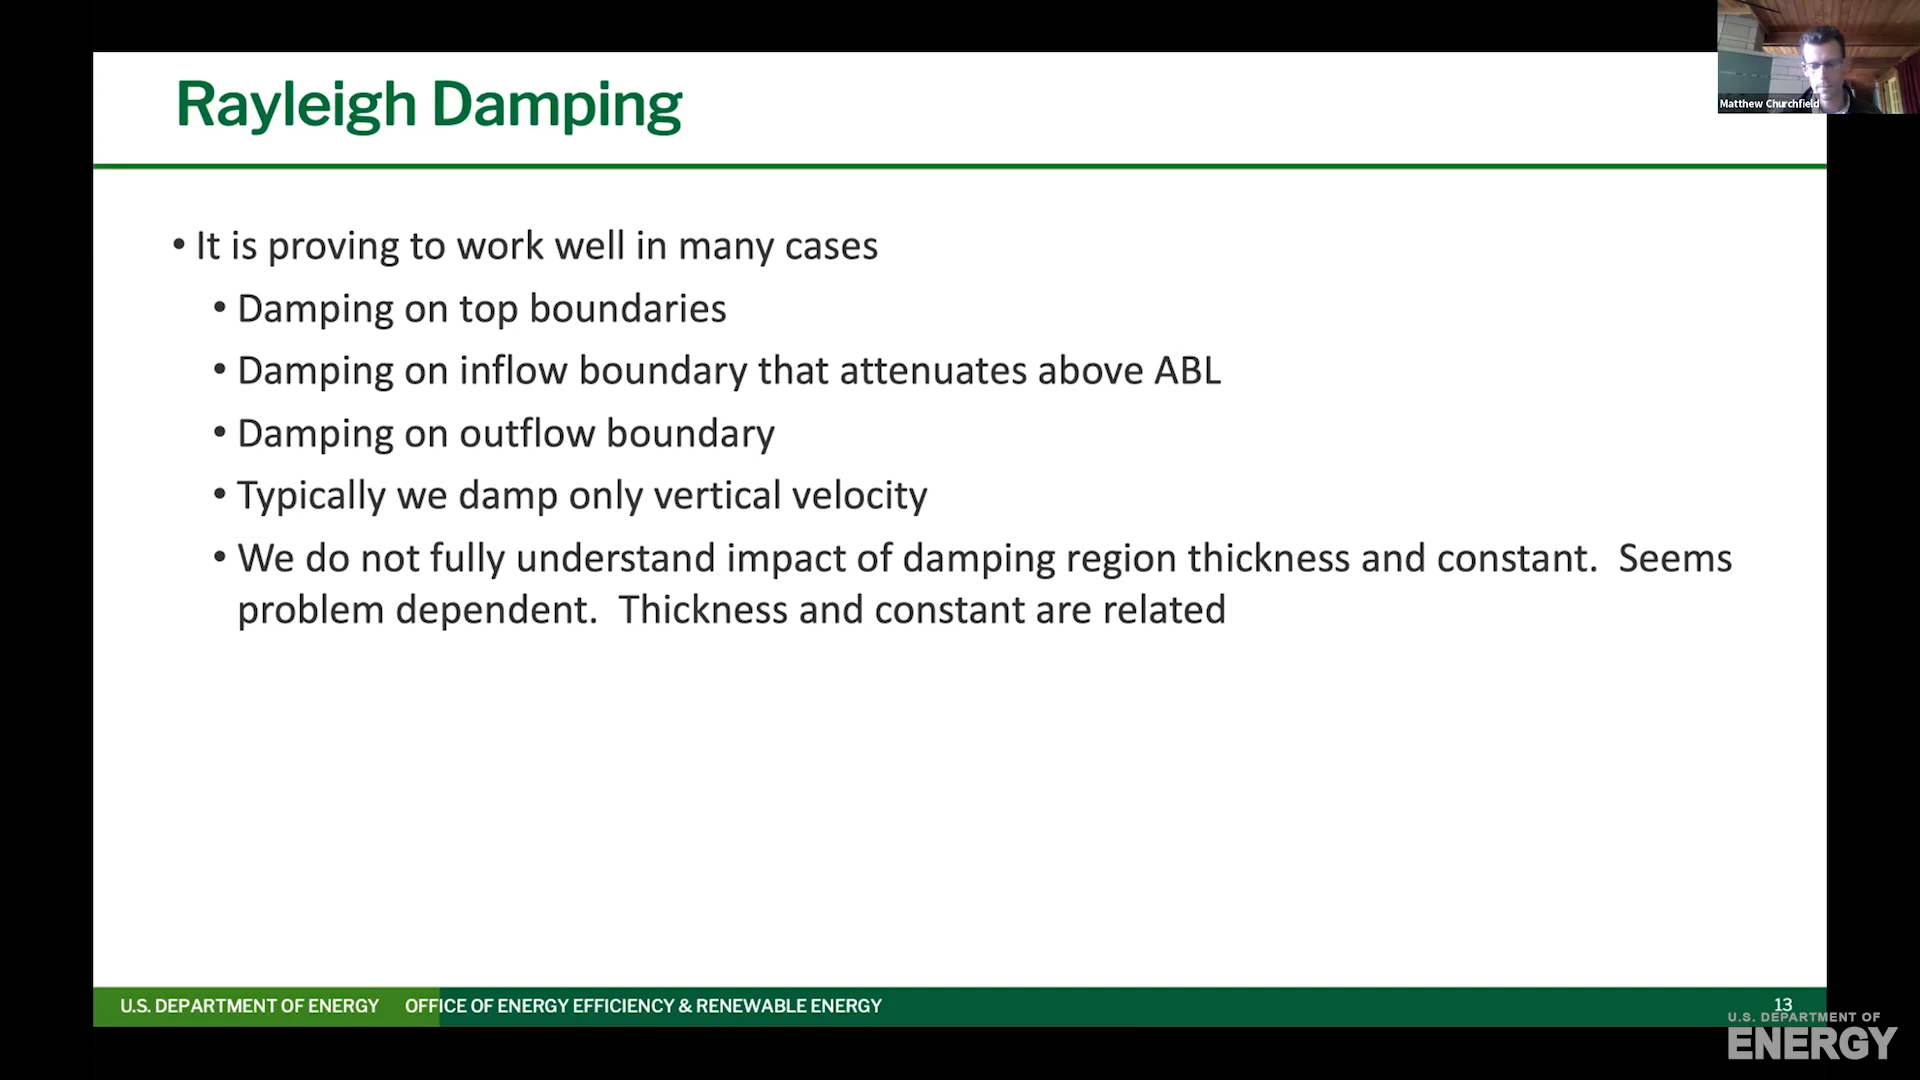 Matthew Churchfield
Rayleigh Damping
• It is proving to work well in many cases
• Damping on top boundaries
• Damping on inflow boundary that attenuates above ABL
• Damping on outflow boundary
• Typically we damp only vertical velocity
• We do not fully understand impact of damping region thickness and constant.  Seems
problem dependent.  Thickness and constant are related
U.S. DEPARTMENT OF ENERGY OFFICE OF ENERGY EFFICIENCY & RENEWABLE ENERGY
13
U.S. DEPARTMENT OF
ENERGY